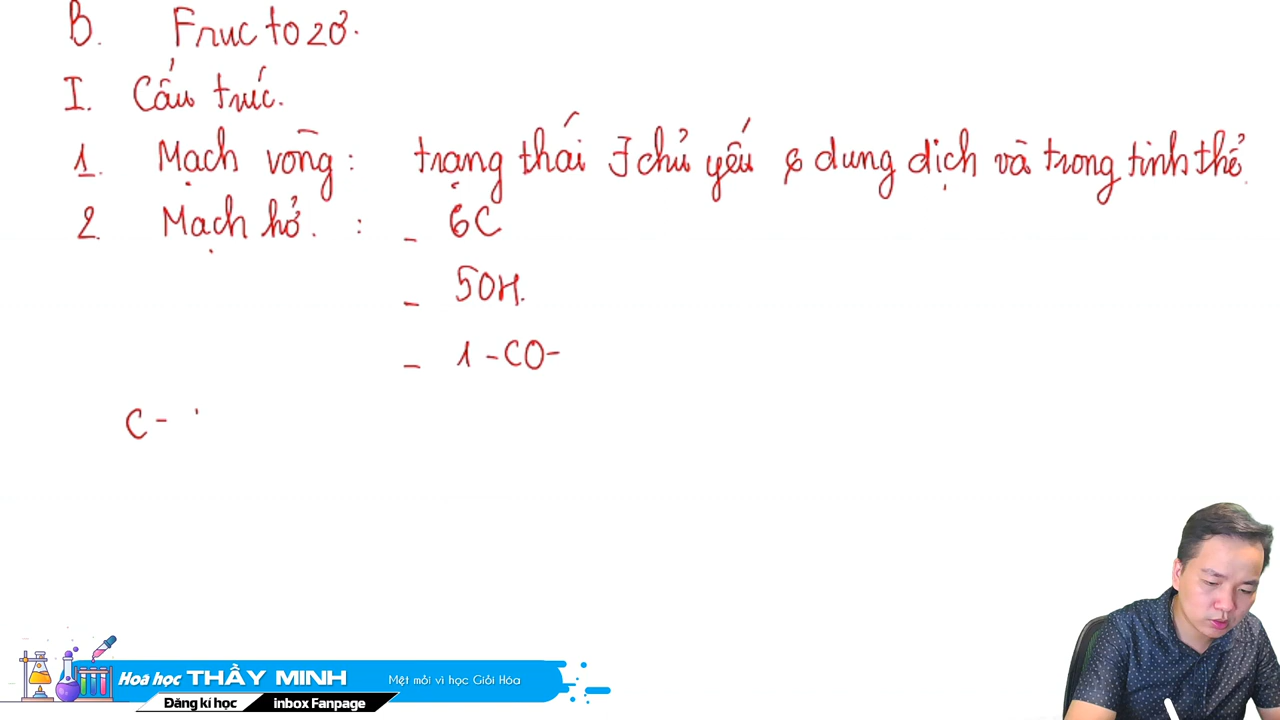 B. Fructozơ.
I. Cấu trúc.
1. Mạch vòng: trạng thái chủ yếu dung dịch và trong tinh thể.
2. Mạch hở. : - 6C
- 5OH.
- 1 -CO-
C -
Hoá học THẦY MINH
Mệt mỏi vì học Giỏi Hóa
Đăng kí học inbox Fanpage